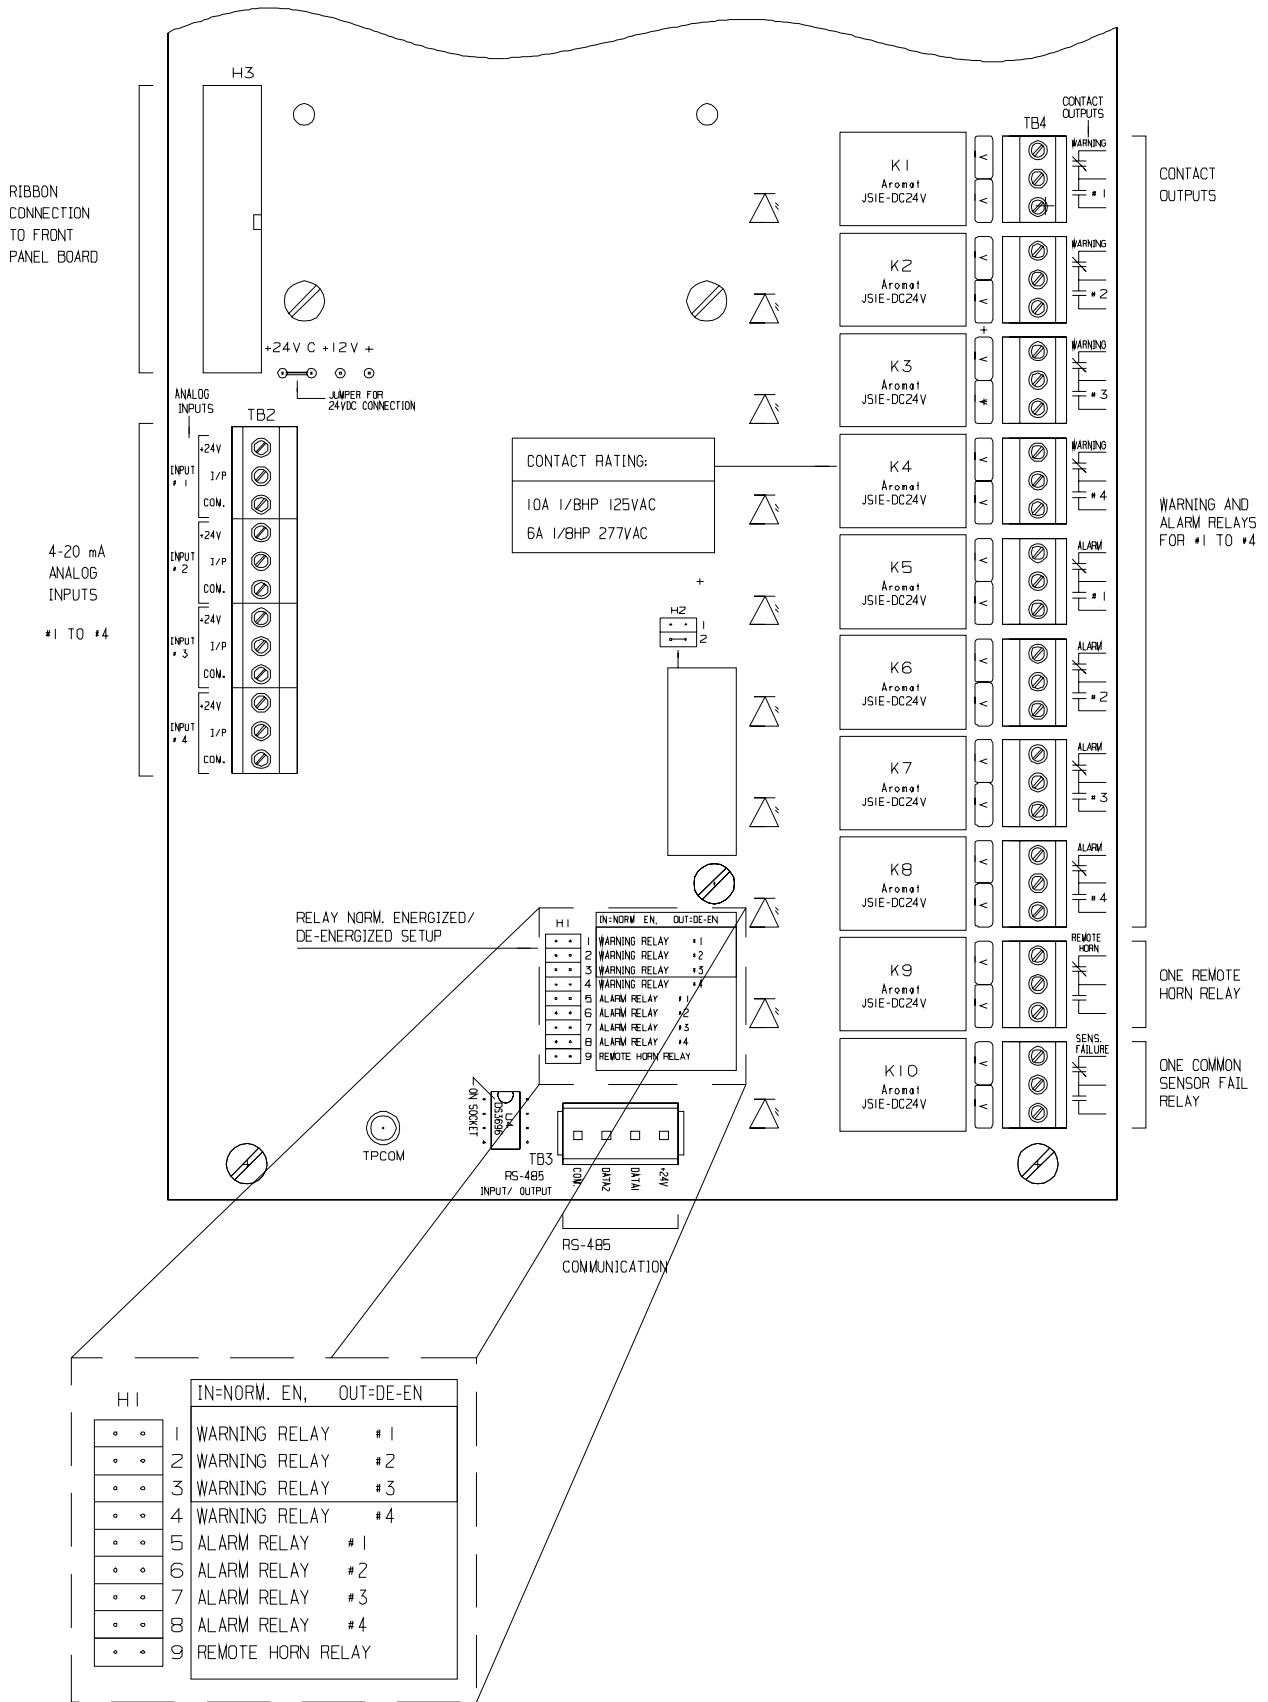 H3
RIBBON
CONNECTION
TO FRONT
PANEL BOARD
+24V C +12V +
JUMPER FOR
24VDC CONNECTION
ANALOG
INPUTS
TB2
INPUT
#1
+24V
I/P
COM.
INPUT
#2
+24V
I/P
COM.
INPUT
#3
+24V
I/P
COM.
INPUT
#4
+24V
I/P
COM.
4-20 mA
ANALOG
INPUTS
#1 TO #4
CONTACT RATING:
10A 1/8HP 125VAC
6A 1/8HP 277VAC
H2
1
2
CONTACT
OUTPUTS
TB4
K1
Aromat
JS1E-DC24V
WARNING
#1
K2
Aromat
JS1E-DC24V
WARNING
#2
K3
Aromat
JS1E-DC24V
WARNING
#3
K4
Aromat
JS1E-DC24V
WARNING
#4
K5
Aromat
JS1E-DC24V
ALARM
#1
K6
Aromat
JS1E-DC24V
ALARM
#2
K7
Aromat
JS1E-DC24V
ALARM
#3
K8
Aromat
JS1E-DC24V
ALARM
#4
K9
Aromat
JS1E-DC24V
REMOTE
HORN
K10
Aromat
JS1E-DC24V
SENS.
FAILURE
CONTACT
OUTPUTS
WARNING AND
ALARM RELAYS
FOR #1 TO #4
ONE REMOTE
HORN RELAY
ONE COMMON
SENSOR FAIL
RELAY
RELAY NORM. ENERGIZED/
DE-ENERGIZED SETUP
H1
IN=NORM EN, OUT=DE-EN
1 WARNING RELAY #1
2 WARNING RELAY #2
3 WARNING RELAY #3
4 WARNING RELAY #4
5 ALARM RELAY #1
6 ALARM RELAY #2
7 ALARM RELAY #3
8 ALARM RELAY #4
9 REMOTE HORN RELAY
TPCOM
ON SOCKET
DS3696
U4
TB3
RS-485
INPUT/ OUTPUT
COM.
DATA2
DATA1
+24V
RS-485
COMMUNICATION
H1
IN=NORM. EN, OUT=DE-EN
1 WARNING RELAY #1
2 WARNING RELAY #2
3 WARNING RELAY #3
4 WARNING RELAY #4
5 ALARM RELAY #1
6 ALARM RELAY #2
7 ALARM RELAY #3
8 ALARM RELAY #4
9 REMOTE HORN RELAY